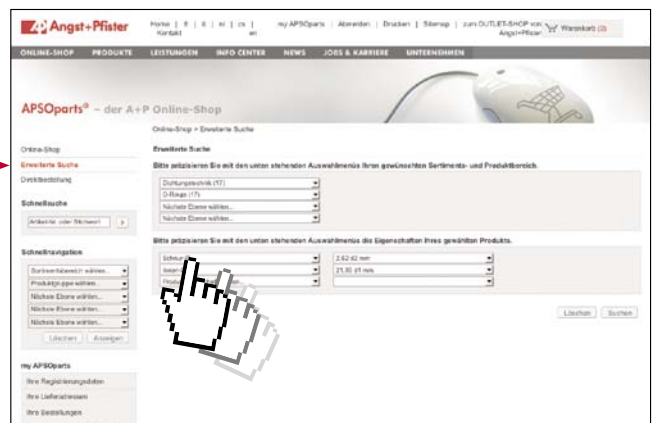 Angst+Pfister
Home | f | it | nl | cs |
Kontakt en
my APSOparts | Abmelden | Drucken | Sitemap | zum OUTLET-SHOP von
Angst+Pfister
Warenkorb (2)
ONLINE-SHOP PRODUKTE LEISTUNGEN INFO CENTER NEWS JOBS & KARRIERE UNTERNEHMEN
APSOparts® – der A+P Online-Shop
Online-Shop > Erweiterte Suche
Online-Shop
Erweiterte Suche
Direktbestellung
Schnellsuche
Artikel-Nr. oder Stichwort
Schnellnavigation
Sortimentsbereich wählen...
Produktgruppe wählen...
Nächste Ebene wählen...
Nächste Ebene wählen...
Nächste Ebene wählen...
Löschen Anzeigen
my APSOparts
Ihre Registrierungsdaten
Ihre Lieferadressen
Ihre Bestellungen
Erweiterte Suche
Bitte präzisieren Sie mit den unten stehenden Auswahlmenüs Ihren gewünschten Sortiments- und Produktbereich.
Dichtungstechnik (17)
O-Ringe (17)
Nächste Ebene wählen...
Nächste Ebene wählen...
Bitte präzisieren Sie mit den unten stehenden Auswahlmenüs die Eigenschaften Ihres gewählten Produkts.
2,62 d2 mm
21,89 d1 mm
Löschen Suchen